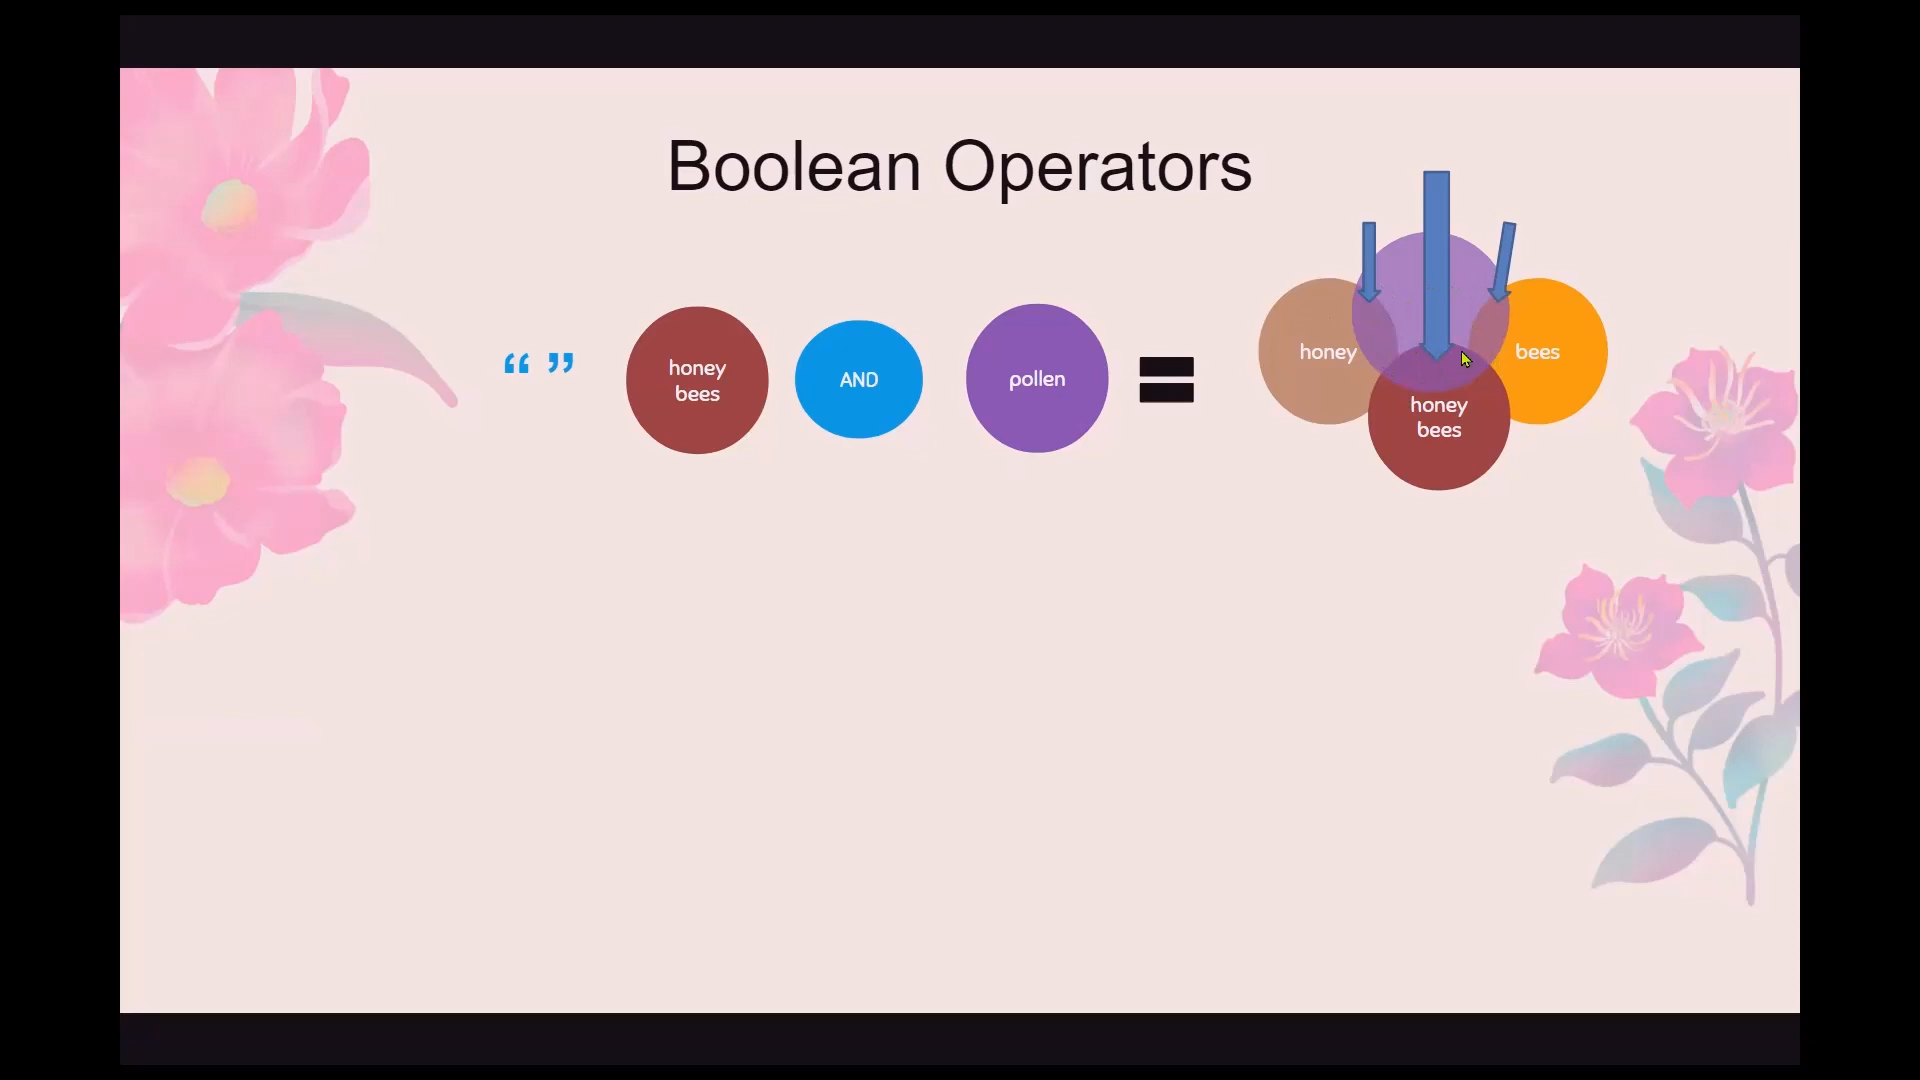 Boolean Operators
“ ”
honey
bees
AND
pollen
=
honey
bees
honey
bees